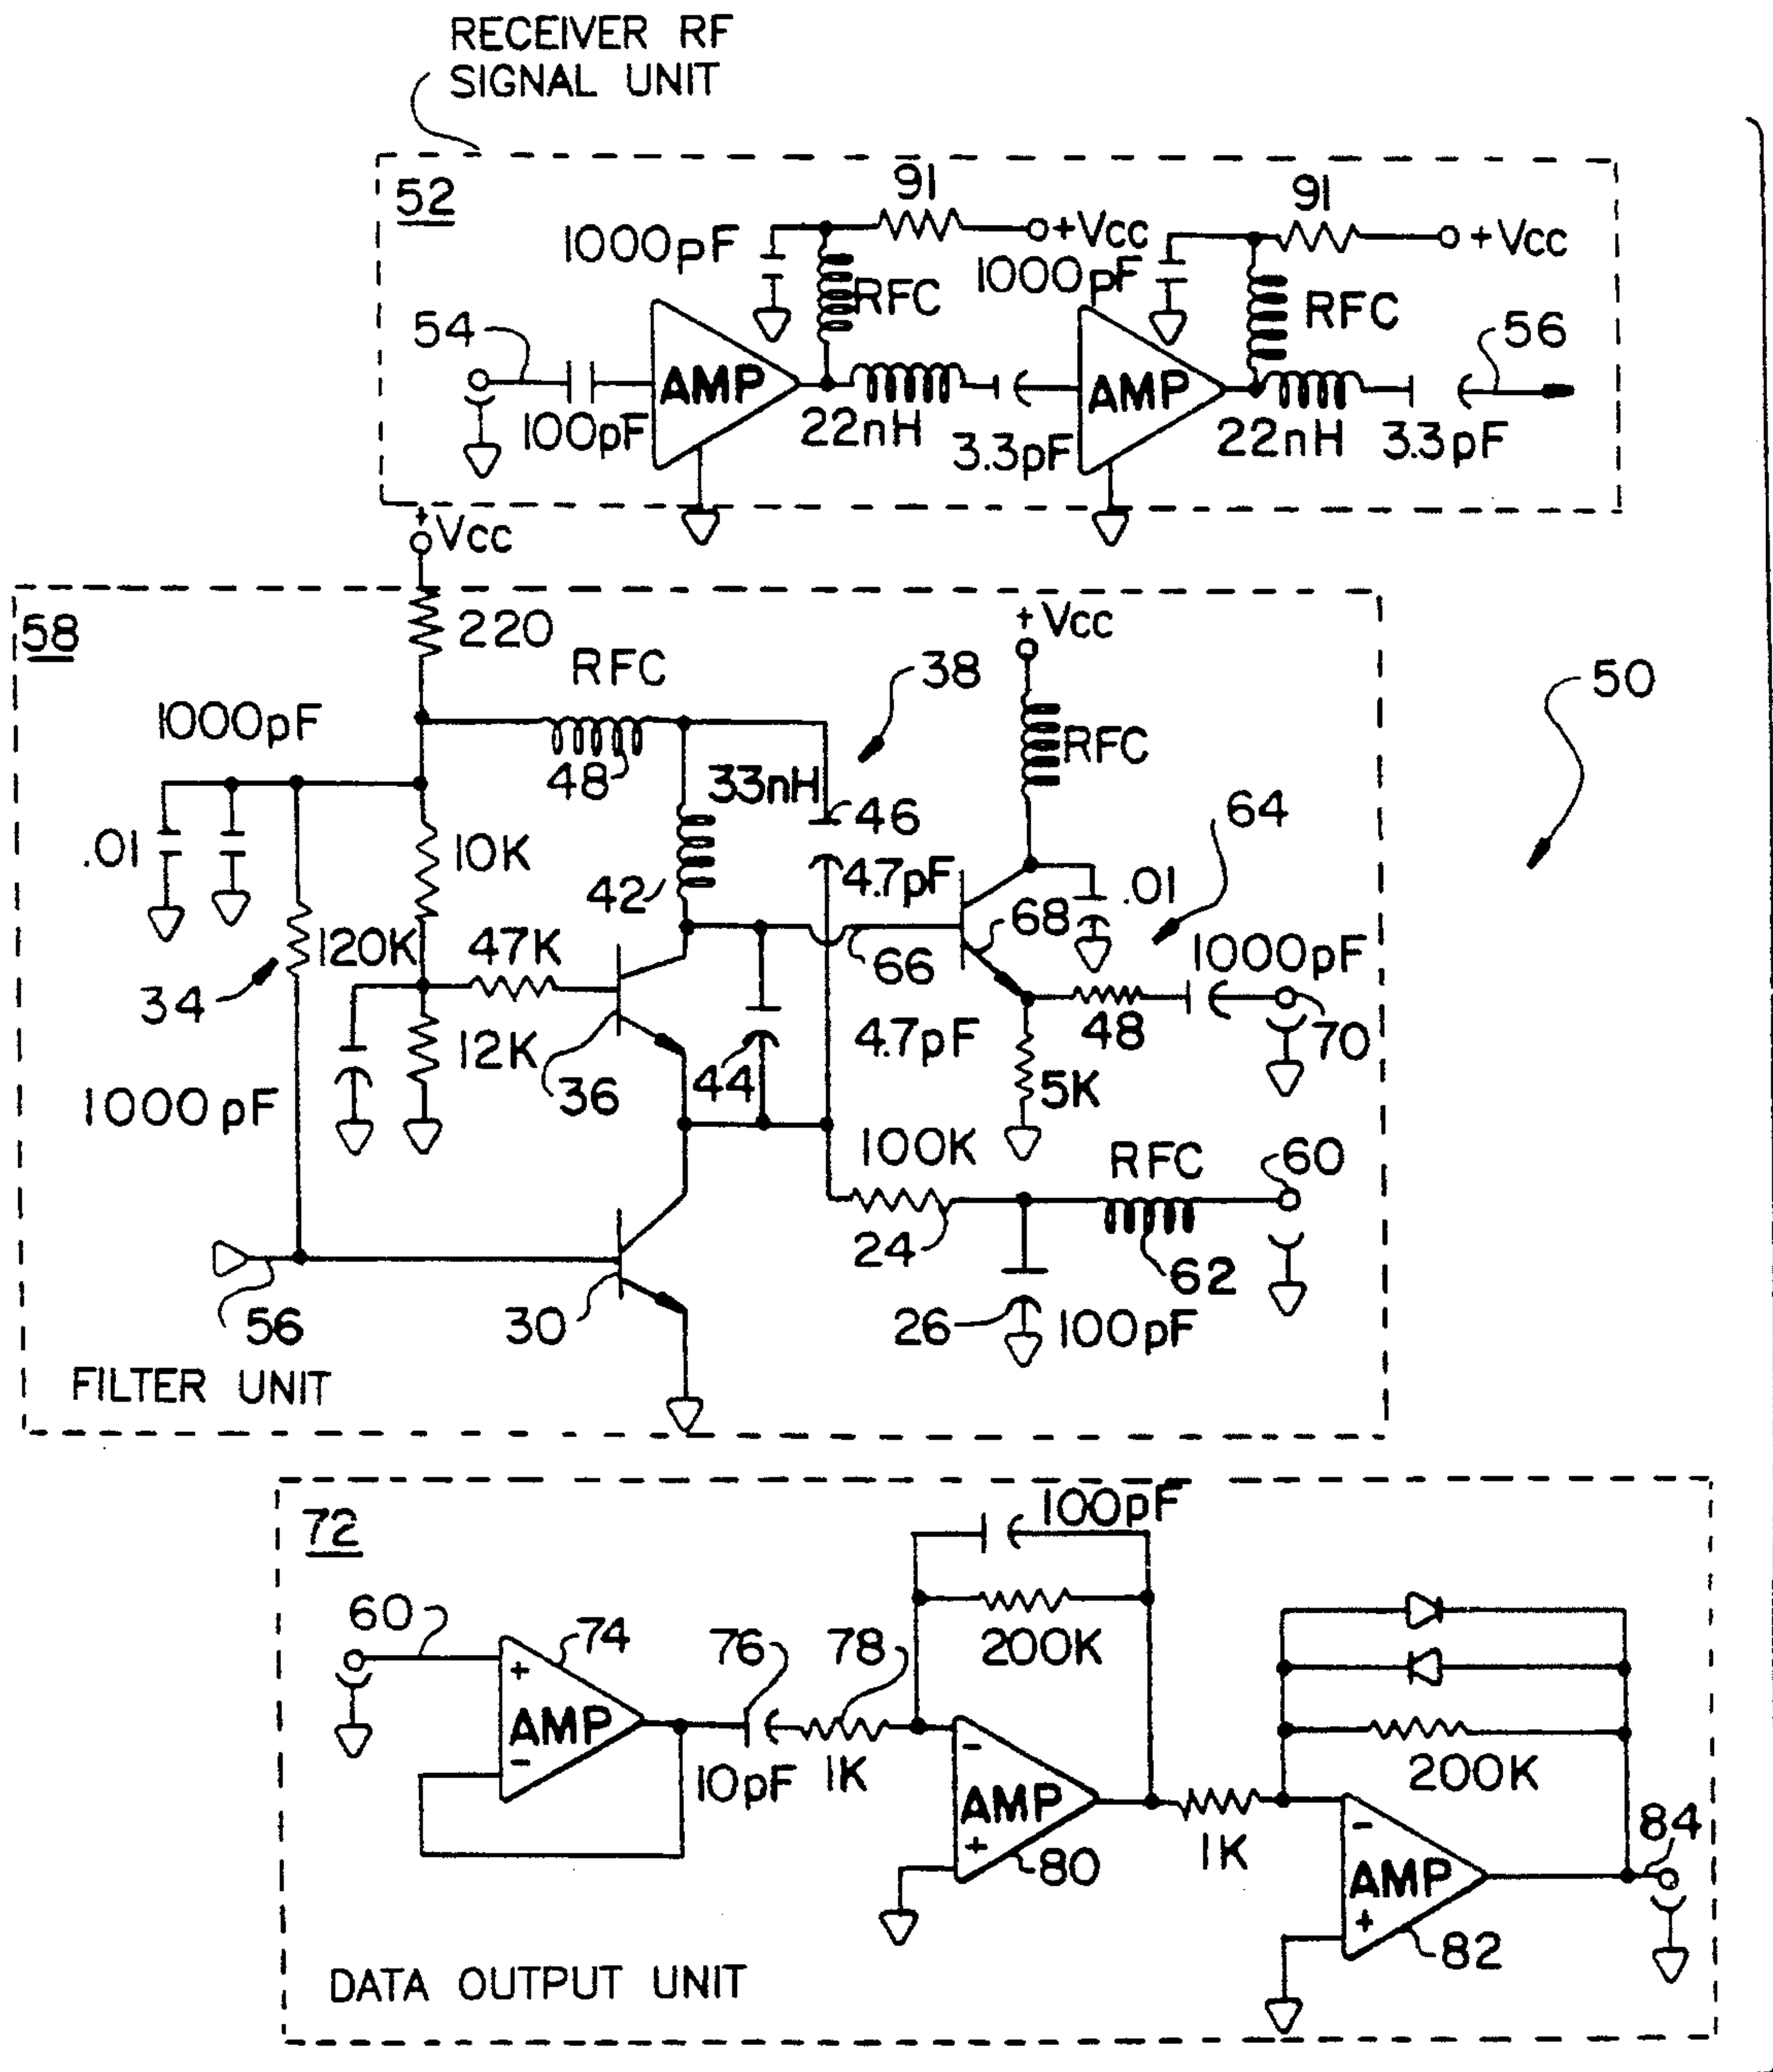 RECEIVER RF
SIGNAL UNIT
52
91
91
1000pF
+Vcc
+Vcc
1000pF
RFC
RFC
54
56
AMP
AMP
100pF
22nH
3.3pF
22nH
3.3pF
+
Vcc
58
220
+Vcc
RFC
38
50
1000pF
RFC
48
33nH
46
64
.01
10K
4.7pF
.01
42
120K
47K
68
1000pF
66
34
12K
4.7pF
48
70
36
44
5K
1000pF
100K
RFC
60
24
62
56
30
26
100pF
FILTER UNIT
72
100pF
60
74
76
78
200K
+
AMP
-
10pF
1K
-
AMP
+
200K
80
1K
-
84
AMP
+
82
DATA OUTPUT UNIT